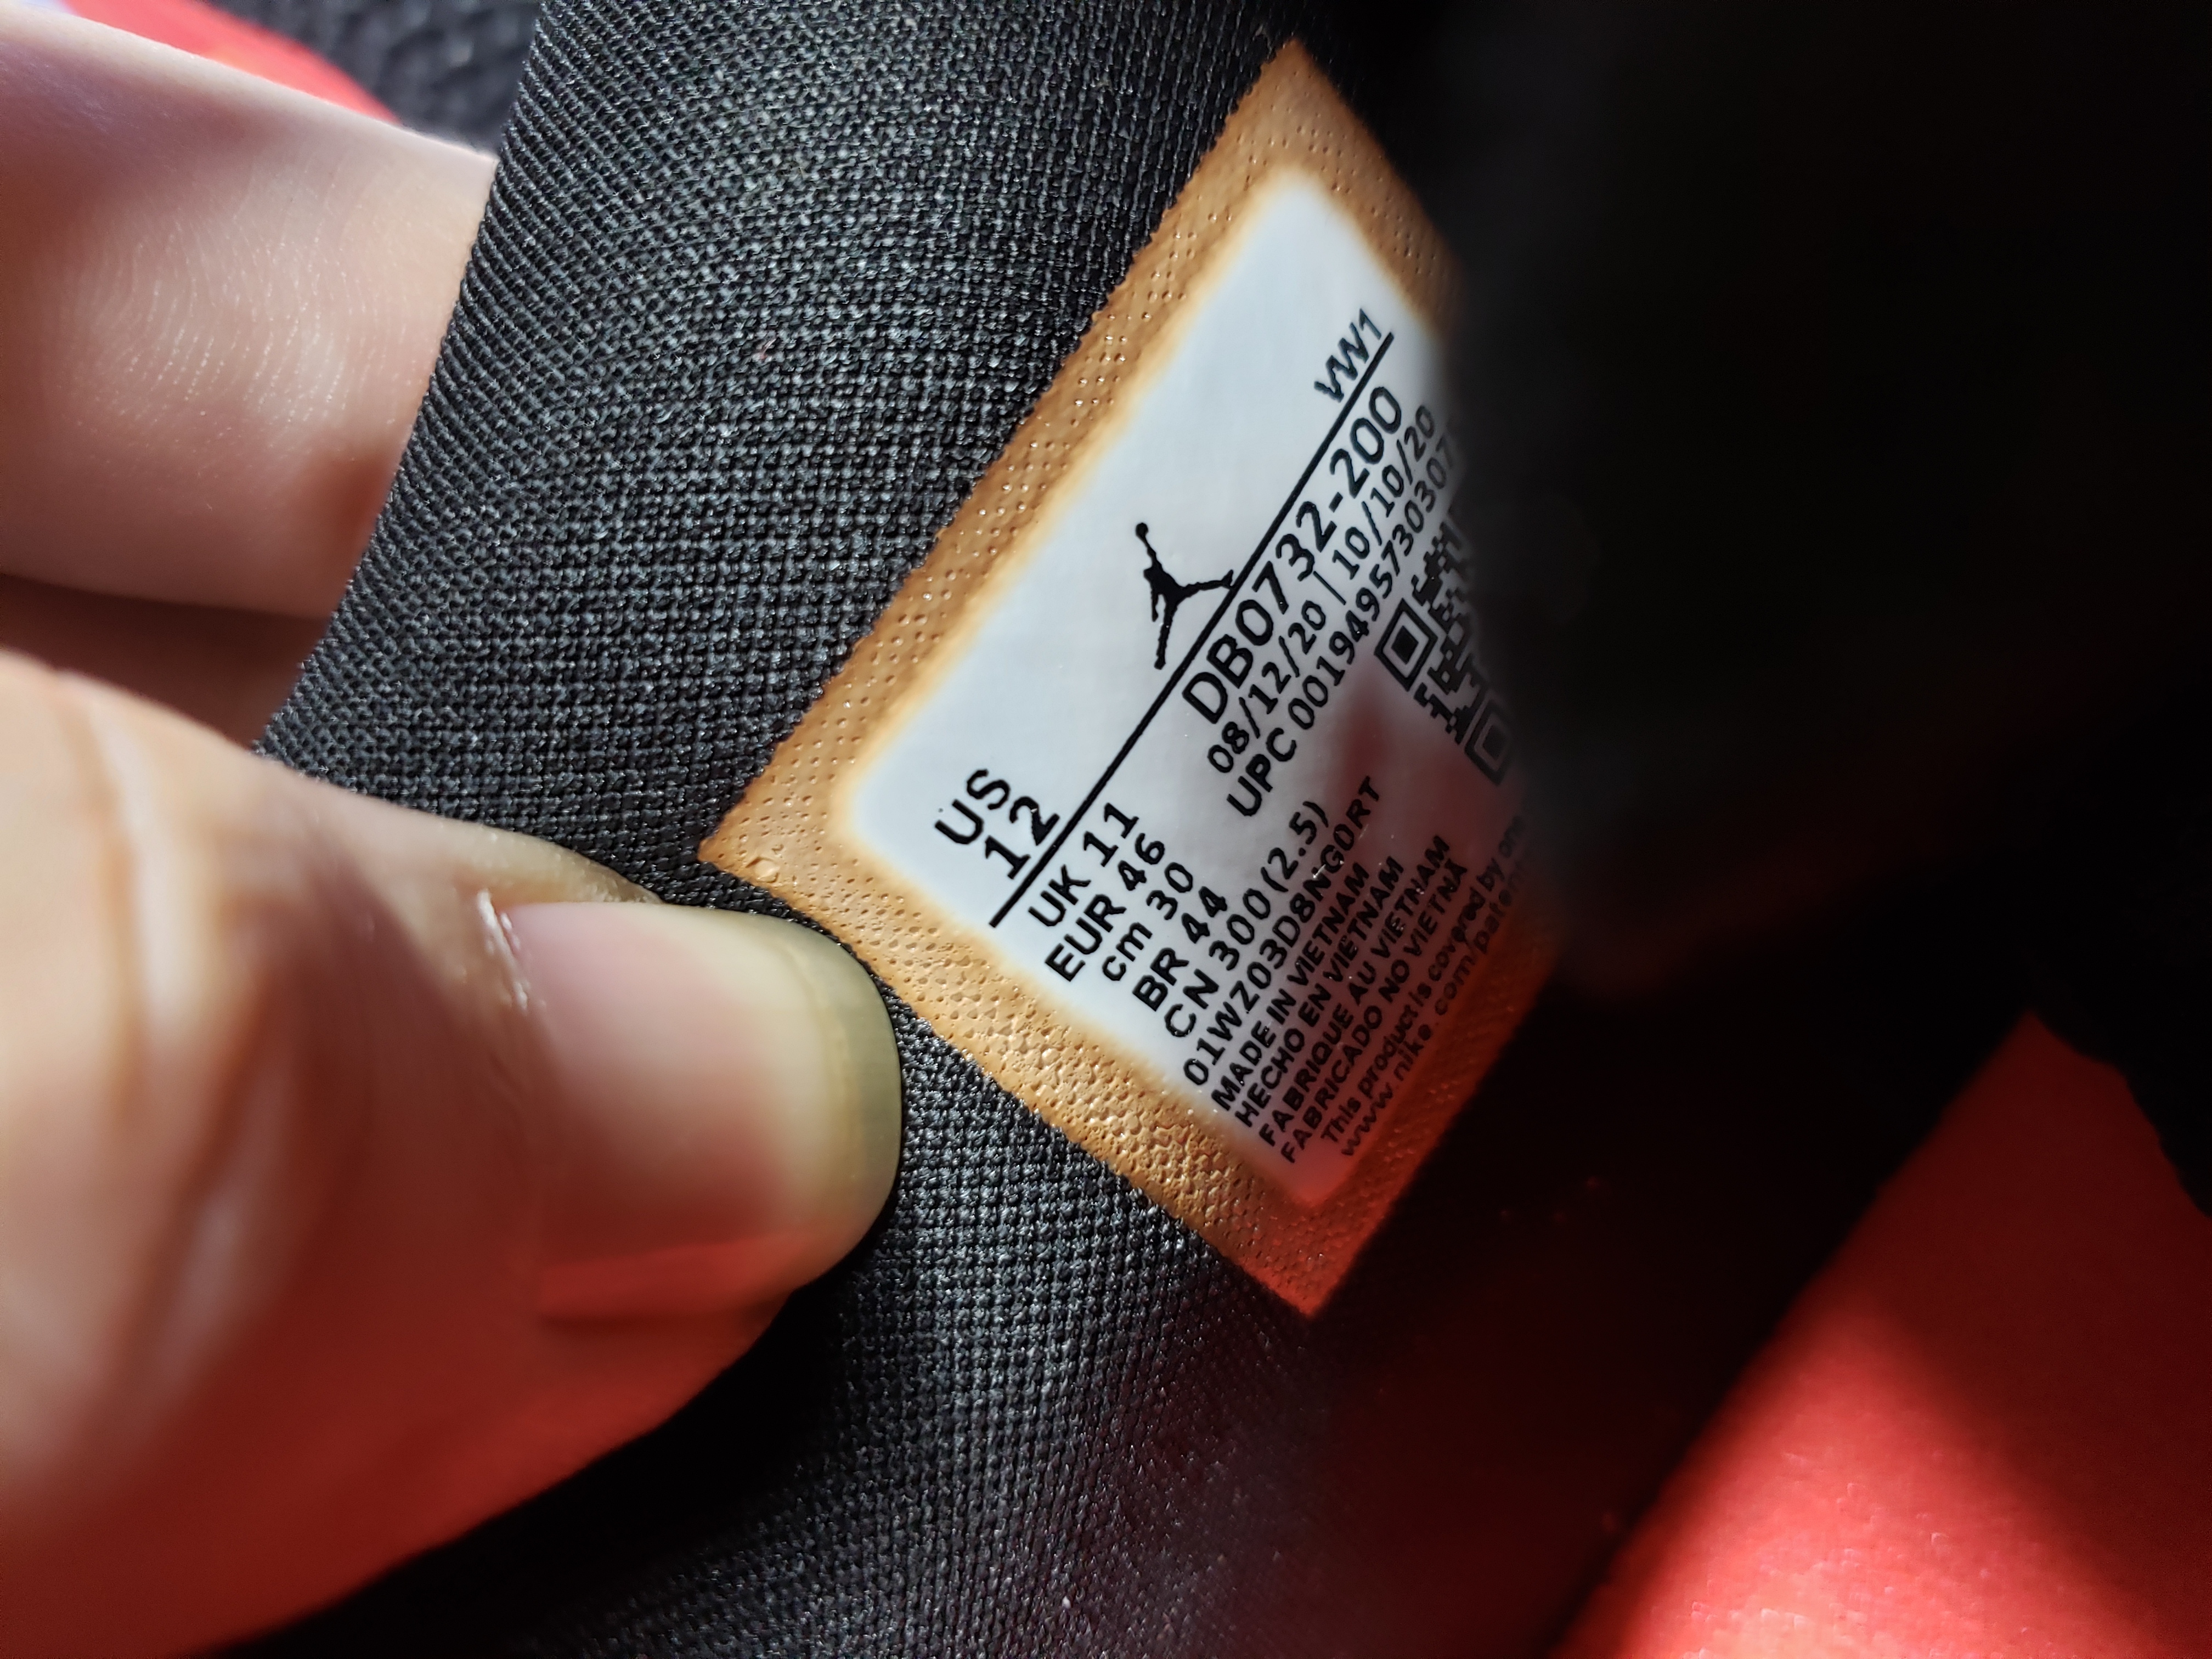 US
12
VW1
UK 11
EUR 46
cm 30
BR 44
CN 300 (2.5)
DB0732-200
08/12/20 | 10/10/20
UPC
01WZ03D8NG0RT
MADE IN VIETNAM
HECHO EN VIETNAM
FABRIQUE AU VIETNAM
FABRICADO NO VIETNÃ
This product is covered by one
www.nike.com/patents